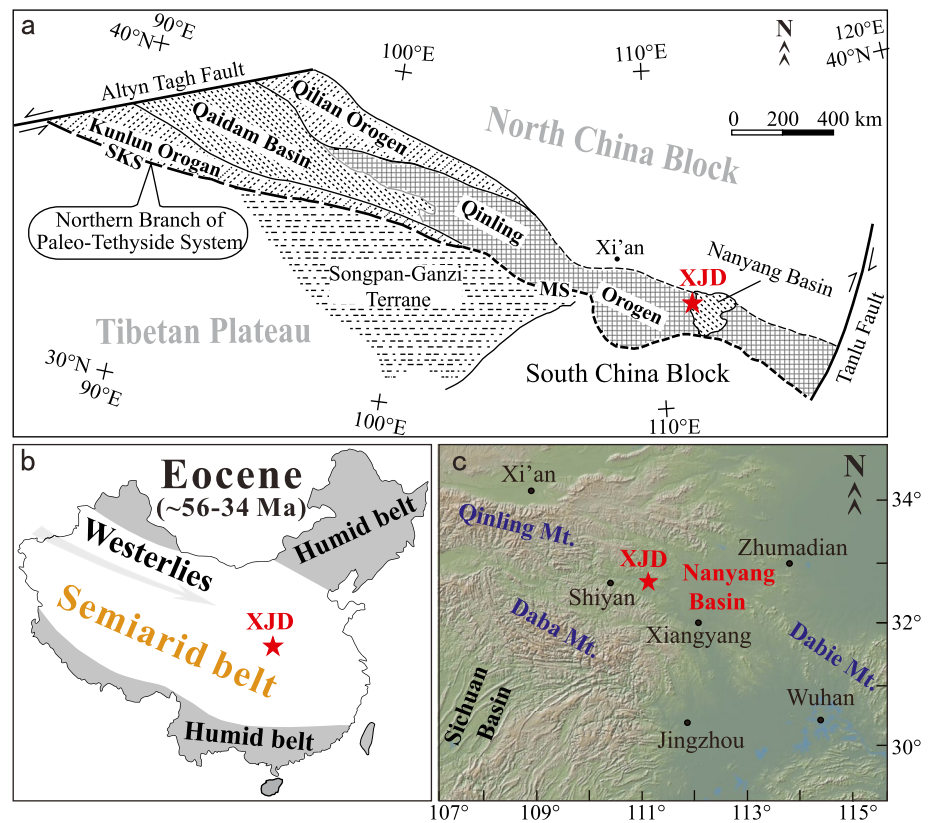 a
90°E
40°N
100°E
110°E
N
120°E
40°N
Altyn Tagh Fault
0 200 400 km
Qilian Orogen
North China Block
Qaidam Basin
Kunlun Orogan
SKS
Northern Branch of
Paleo-Tethyside System
Qinling
Xi'an
Nanyang Basin
XJD
Songpan-Ganzi
Terrane
MS
Orogen
Tibetan Plateau
Tanlu Fault
30°N
90°E
South China Block
100°E
110°E
b
Eocene
(~56-34 Ma)
Humid belt
Westerlies
Semiarid belt
XJD
Humid belt
c
Xi'an
N
34°
Qinling Mt.
Zhumadian
XJD
Nanyang
Basin
Shiyan
Daba Mt.
32°
Xiangyang
Dabie Mt.
Sichuan
Basin
Wuhan
Jingzhou
30°
107° 109° 111° 113° 115°